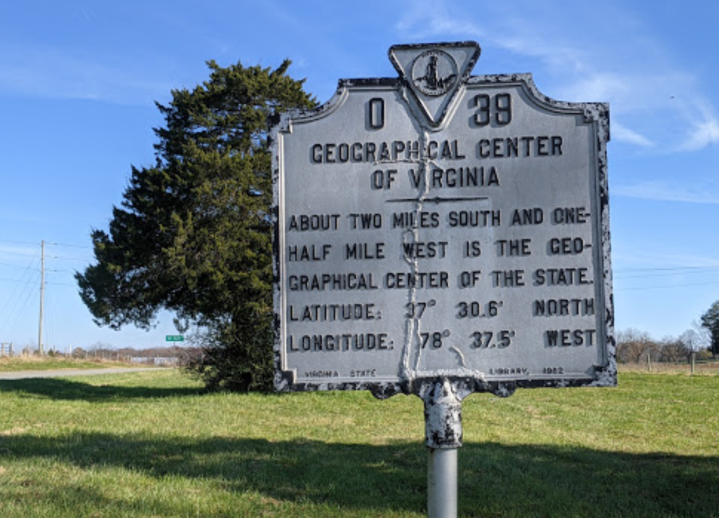 O 39
GEOGRAPHICAL CENTER
OF VIRGINIA
ABOUT TWO MILES SOUTH AND ONE-
HALF MILE WEST IS THE GEO-
GRAPHICAL CENTER OF THE STATE.
LATITUDE: 37° 30.6' NORTH
LONGITUDE: 78° 37.5' WEST
VIRGINIA STATE LIBRARY, 1982